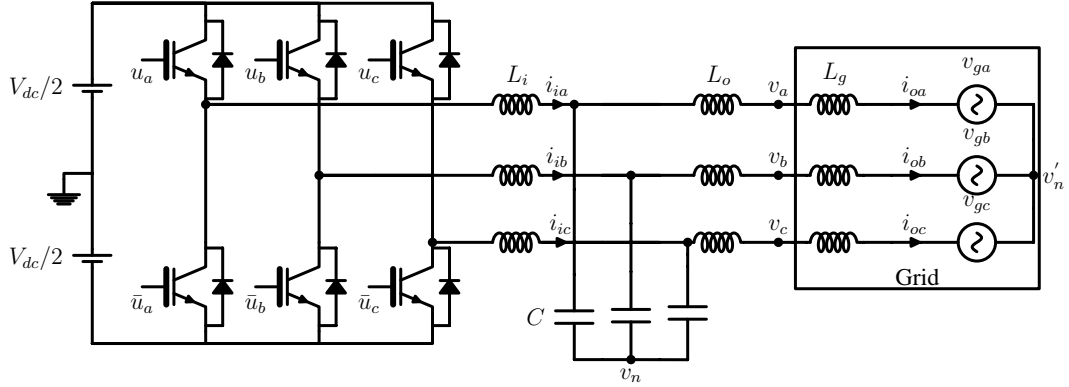 V_dc/2
V_dc/2
u_a
u_b
u_c
ū_a
ū_b
ū_c
L_i
i_ia
L_o
v_a
L_g
i_oa
v_ga
i_ib
v_b
i_ob
v_gb
v_n'
i_ic
v_c
i_oc
v_gc
Grid
C
v_n